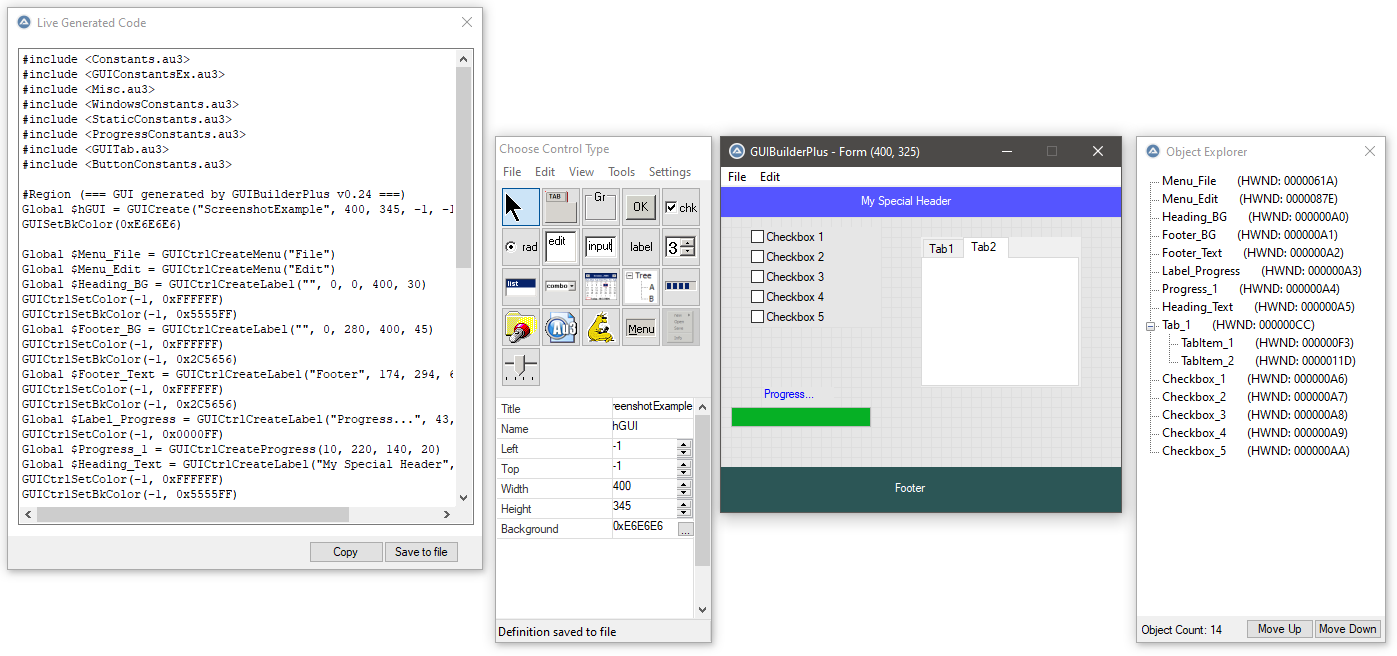 Live Generated Code
#include <Constants.au3>
#include <GUIConstantsEx.au3>
#include <Misc.au3>
#include <WindowsConstants.au3>
#include <StaticConstants.au3>
#include <ProgressConstants.au3>
#include <GUITab.au3>
#include <ButtonConstants.au3>
#Region (=== GUI generated by GUIBuilderPlus v0.24 ===)
Global $hGUI = GUICreate("ScreenshotExample", 400, 345, -1, -1
GUISetBkColor(0xE6E6E6)
Global $Menu_File = GUICtrlCreateMenu("File")
Global $Menu_Edit = GUICtrlCreateMenu("Edit")
Global $Heading_BG = GUICtrlCreateLabel("", 0, 0, 400, 30)
GUICtrlSetColor(-1, 0xFFFFFF)
GUICtrlSetBkColor(-1, 0x5555FF)
Global $Footer_BG = GUICtrlCreateLabel("", 0, 280, 400, 45)
GUICtrlSetColor(-1, 0xFFFFFF)
GUICtrlSetBkColor(-1, 0x2C5656)
Global $Footer_Text = GUICtrlCreateLabel("Footer", 174, 294, 6
GUICtrlSetColor(-1, 0xFFFFFF)
GUICtrlSetBkColor(-1, 0x2C5656)
Global $Label_Progress = GUICtrlCreateLabel("Progress...", 43,
GUICtrlSetColor(-1, 0x0000FF)
Global $Progress_1 = GUICtrlCreateProgress(10, 220, 140, 20)
Global $Heading_Text = GUICtrlCreateLabel("My Special Header",
GUICtrlSetColor(-1, 0xFFFFFF)
GUICtrlSetBkColor(-1, 0x5555FF)
Copy Save to file
Choose Control Type
File Edit View Tools Settings
TAB Gr OK chk
rad edit input label 3
list combo Tree A B
Au3 Menu
Title reenshotExample
Name hGUI
Left -1
Top -1
Width 400
Height 345
Background 0xE6E6E6 ...
Definition saved to file
GUIBuilderPlus - Form (400, 325)
File Edit
My Special Header
Checkbox 1
Checkbox 2
Checkbox 3
Checkbox 4
Checkbox 5
Tab1 Tab2
Progress...
Footer
Object Explorer
Menu_File (HWND: 0000061A)
Menu_Edit (HWND: 0000087E)
Heading_BG (HWND: 000000A0)
Footer_BG (HWND: 000000A1)
Footer_Text (HWND: 000000A2)
Label_Progress (HWND: 000000A3)
Progress_1 (HWND: 000000A4)
Heading_Text (HWND: 000000A5)
Tab_1 (HWND: 000000CC)
TabItem_1 (HWND: 000000F3)
TabItem_2 (HWND: 0000011D)
Checkbox_1 (HWND: 000000A6)
Checkbox_2 (HWND: 000000A7)
Checkbox_3 (HWND: 000000A8)
Checkbox_4 (HWND: 000000A9)
Checkbox_5 (HWND: 000000AA)
Object Count: 14 Move Up Move Down